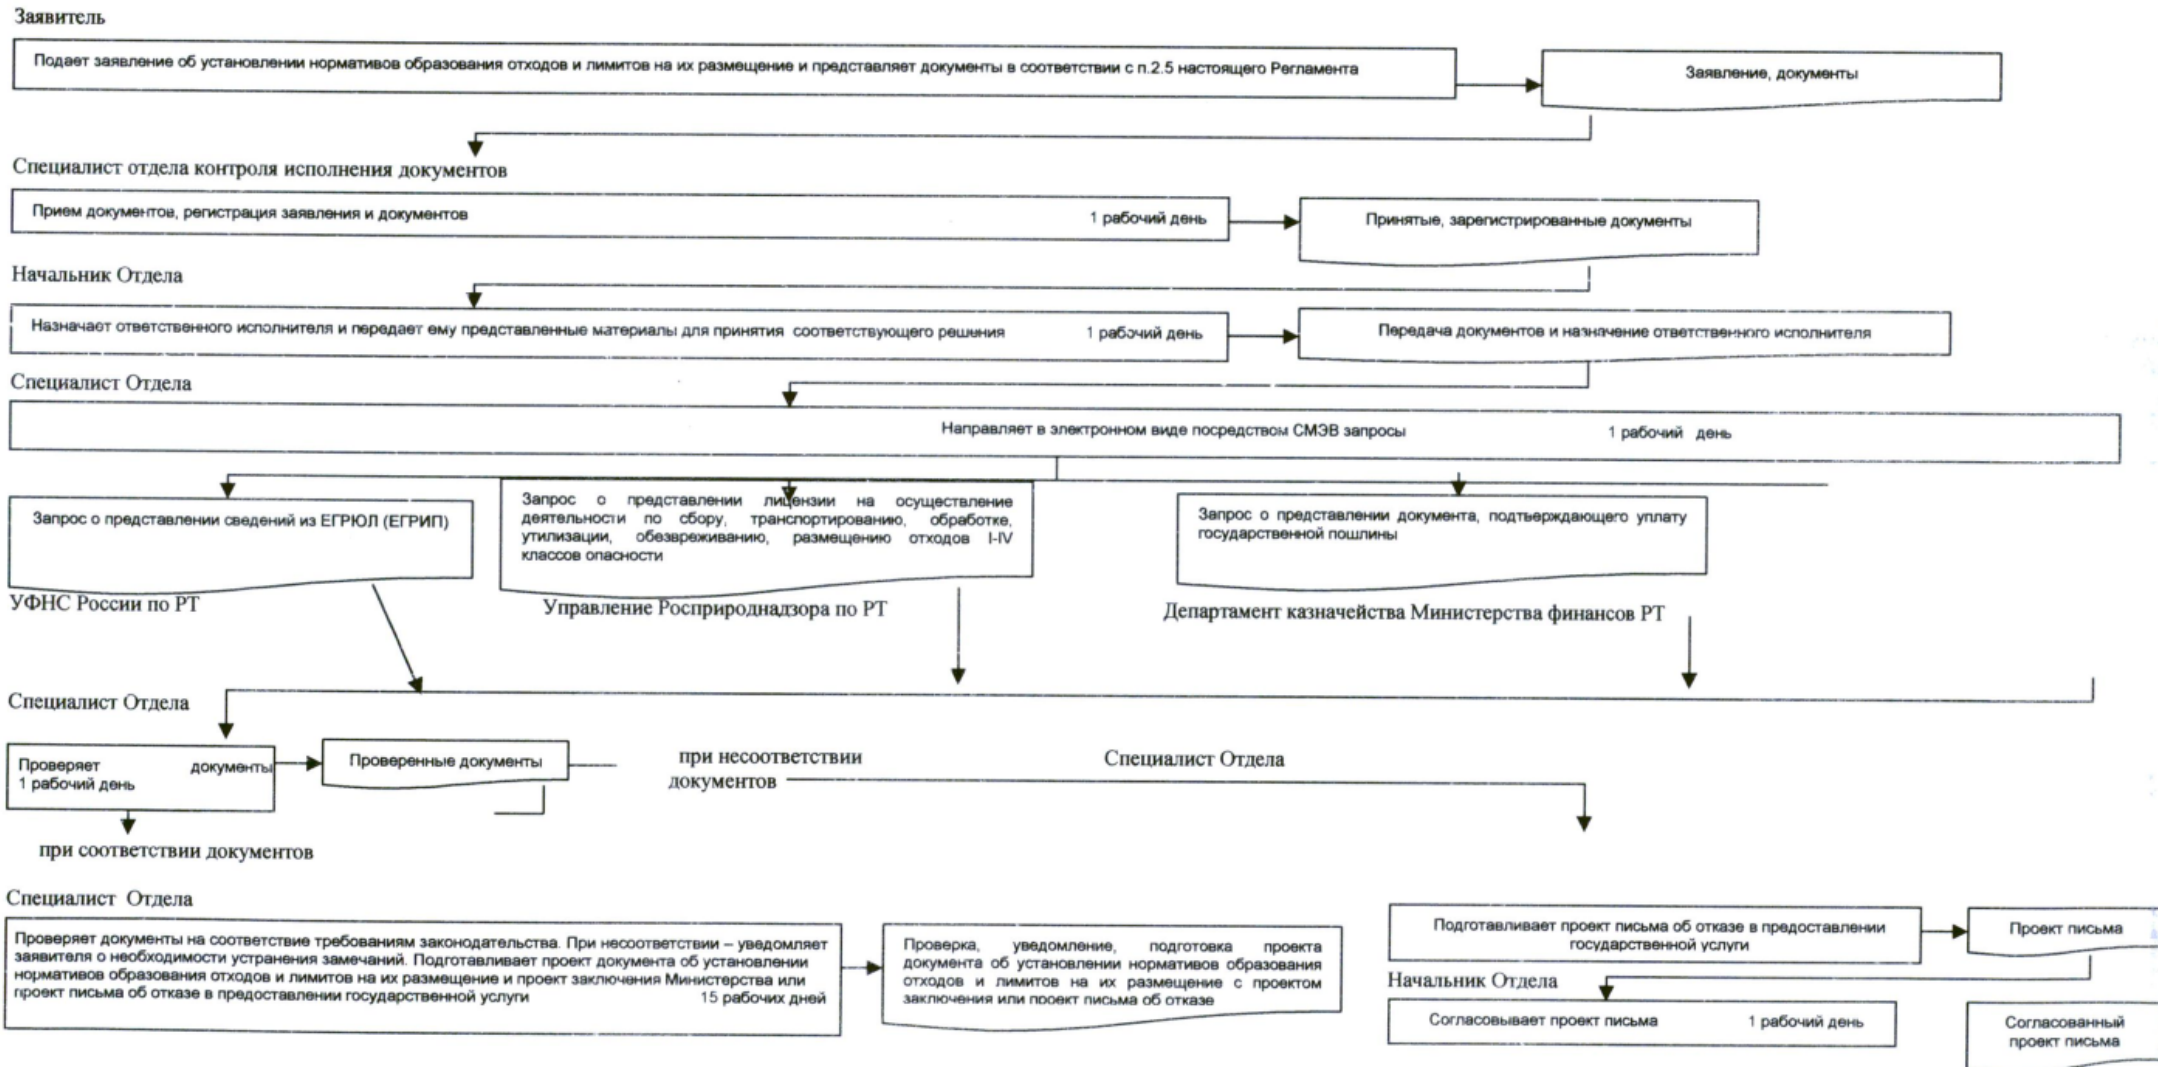 Заявитель
Подает заявление об установлении нормативов образования отходов и лимитов на их размещение и представляет документы в соответствии с п.2.5 настоящего Регламента
Заявление, документы
Специалист отдела контроля исполнения документов
Прием документов, регистрация заявления и документов 1 рабочий день
Принятые, зарегистрированные документы
Начальник Отдела
Назначает ответственного исполнителя и передает ему представленные материалы для принятия соответствующего решения 1 рабочий день
Передача документов и назначение ответственного исполнителя
Специалист Отдела
Направляет в электронном виде посредством СМЭВ запросы 1 рабочий день
Запрос о представлении сведений из ЕГРЮЛ (ЕГРИП)
Запрос о представлении лицензии на осуществление
деятельности по сбору, транспортированию, обработке,
утилизации, обезвреживанию, размещению отходов I-IV
классов опасности
Запрос о представлении документа, подтверждающего уплату
государственной пошлины
УФНС России по РТ
Управление Росприроднадзора по РТ
Департамент казначейства Министерства финансов РТ
Специалист Отдела
Проверяет документы
1 рабочий день
Проверенные документы
при несоответствии
документов
Специалист Отдела
при соответствии документов
Специалист Отдела
Проверяет документы на соответствие требованиям законодательства. При несоответствии – уведомляет
заявителя о необходимости устранения замечаний. Подготавливает проект документа об установлении
нормативов образования отходов и лимитов на их размещение и проект заключения Министерства или
проект письма об отказе в предоставлении государственной услуги 15 рабочих дней
Проверка, уведомление, подготовка проекта
документа об установлении нормативов образования
отходов и лимитов на их размещение с проектом
заключения или проект письма об отказе
Подготавливает проект письма об отказе в предоставлении
государственной услуги
Проект письма
Начальник Отдела
Согласовывает проект письма 1 рабочий день
Согласованный
проект письма